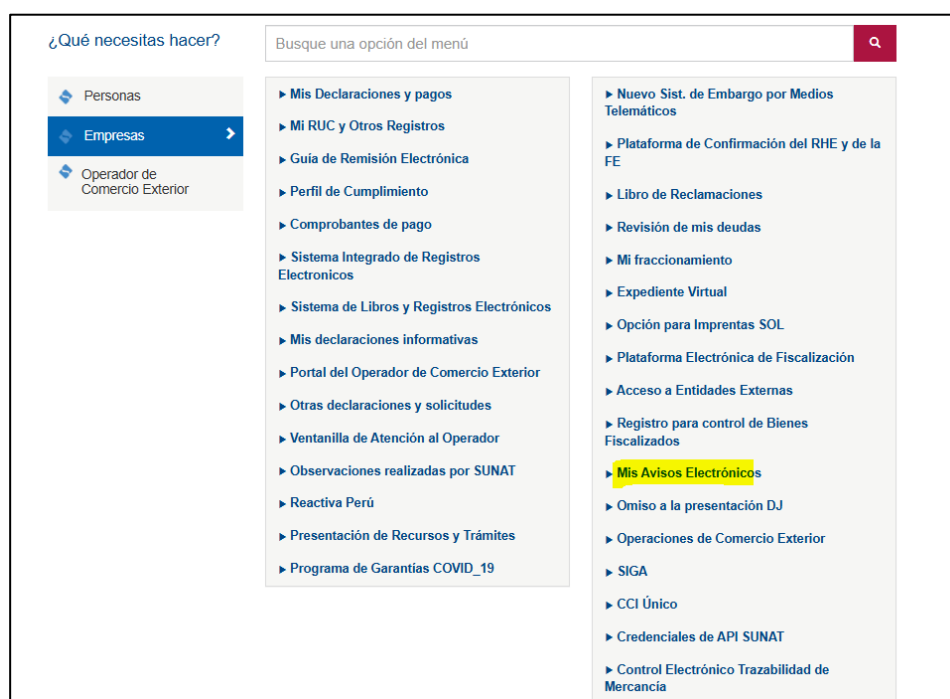 ¿Qué necesitas hacer?
Busque una opción del menú
Personas
Empresas
Operador de
Comercio Exterior
Mis Declaraciones y pagos
Mi RUC y Otros Registros
Guía de Remisión Electrónica
Perfil de Cumplimiento
Comprobantes de pago
Sistema Integrado de Registros
Electronicos
Sistema de Libros y Registros Electrónicos
Mis declaraciones informativas
Portal del Operador de Comercio Exterior
Otras declaraciones y solicitudes
Ventanilla de Atención al Operador
Observaciones realizadas por SUNAT
Reactiva Perú
Presentación de Recursos y Trámites
Programa de Garantías COVID_19
Nuevo Sist. de Embargo por Medios
Telemáticos
Plataforma de Confirmación del RHE y de la
FE
Libro de Reclamaciones
Revisión de mis deudas
Mi fraccionamiento
Expediente Virtual
Opción para Imprentas SOL
Plataforma Electrónica de Fiscalización
Acceso a Entidades Externas
Registro para control de Bienes
Fiscalizados
Mis Avisos Electrónicos
Omiso a la presentación DJ
Operaciones de Comercio Exterior
SIGA
CCI Único
Credenciales de API SUNAT
Control Electrónico Trazabilidad de
Mercancía